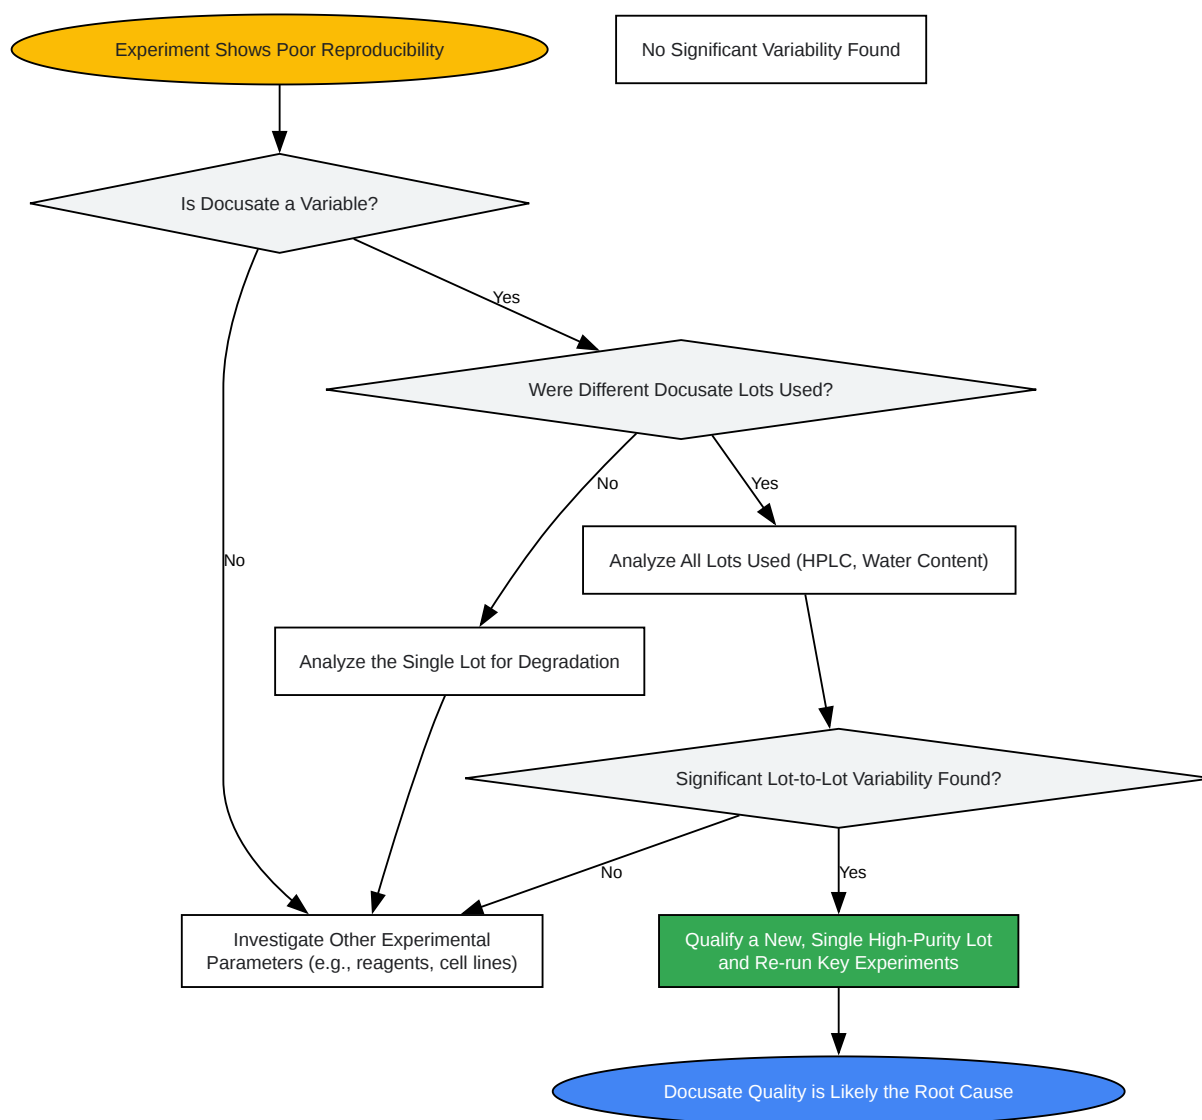 Experiment Shows Poor Reproducibility
No Significant Variability Found
Is Docusate a Variable?
Yes
Were Different Docusate Lots Used?
No
Yes
No
Analyze All Lots Used (HPLC, Water Content)
Analyze the Single Lot for Degradation
Significant Lot-to-Lot Variability Found?
No
Yes
Investigate Other Experimental
Parameters (e.g., reagents, cell lines)
Qualify a New, Single High-Purity Lot
and Re-run Key Experiments
Docusate Quality is Likely the Root Cause